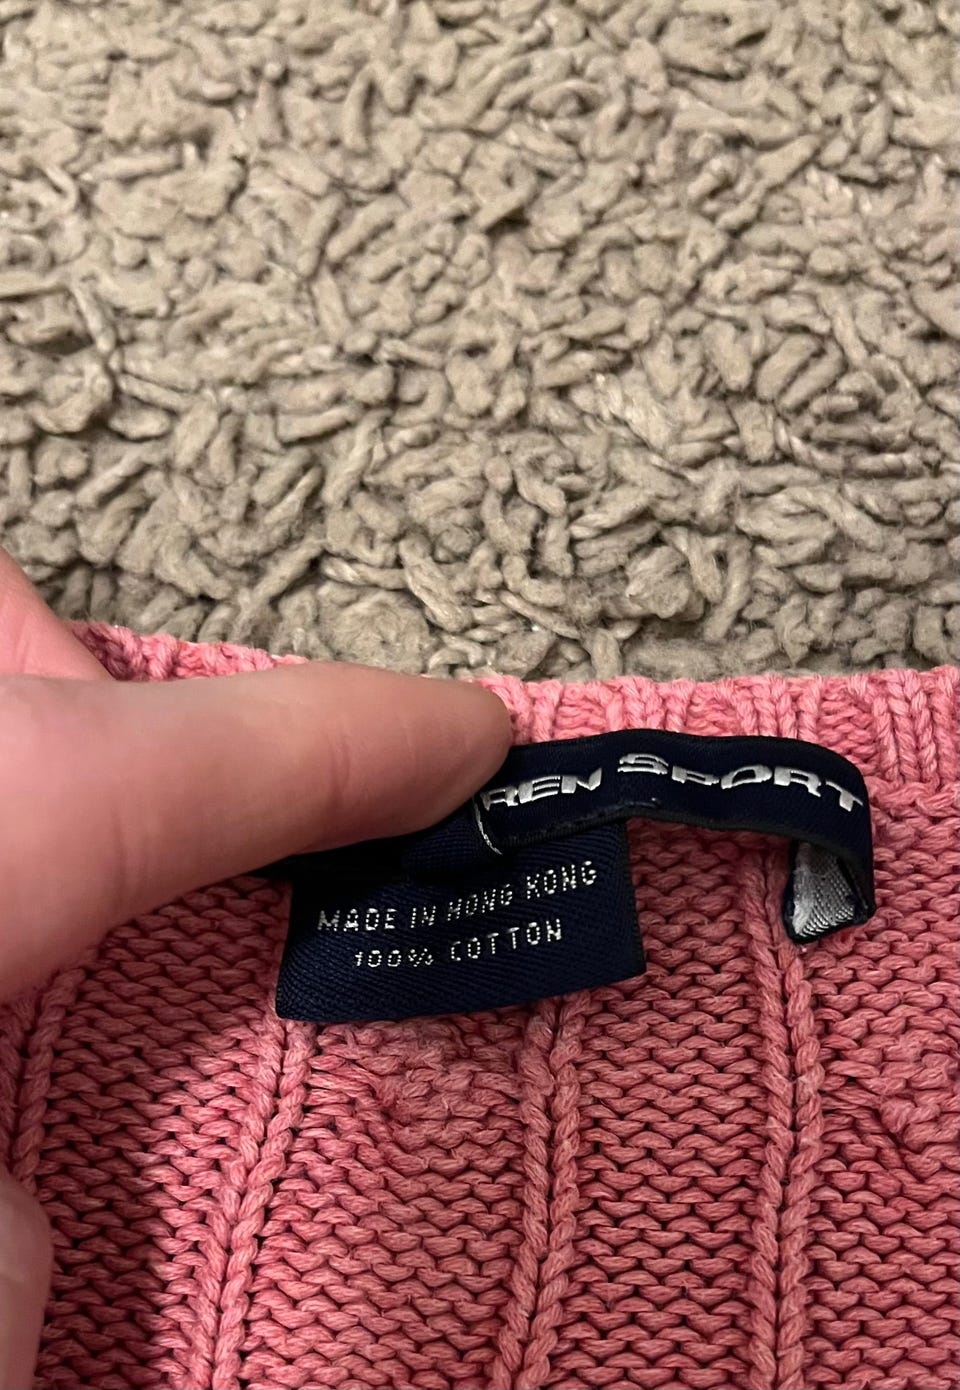 REN SPORT
MADE IN HONG KONG
100% COTTON